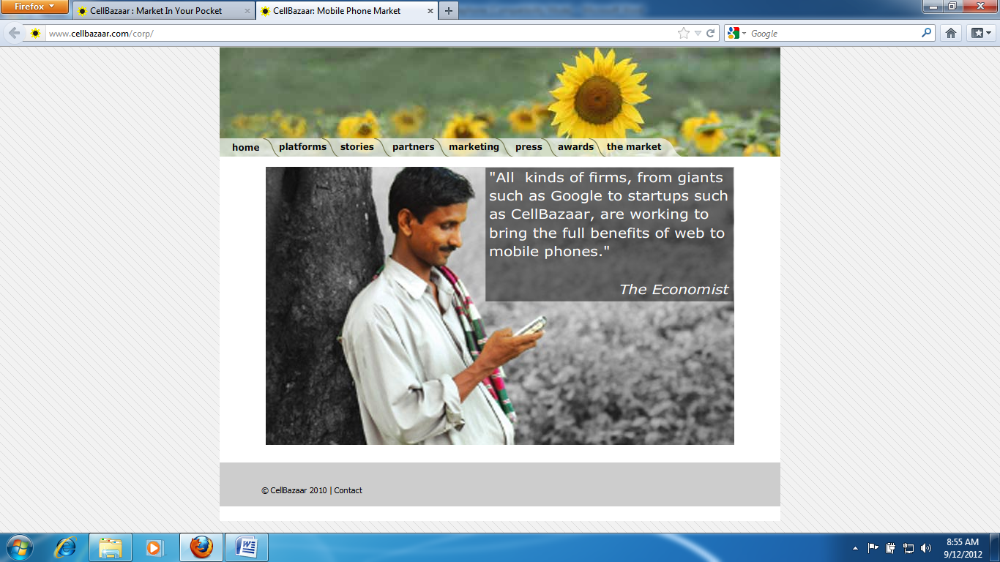 Firefox
CellBazaar : Market In Your Pocket
CellBazaar: Mobile Phone Market
www.cellbazaar.com/corp/
Google
home platforms stories partners marketing press awards the market
"All kinds of firms, from giants
such as Google to startups such
as CellBazaar, are working to
bring the full benefits of web to
mobile phones."
The Economist
© CellBazaar 2010 | Contact
8:55 AM
9/12/2012